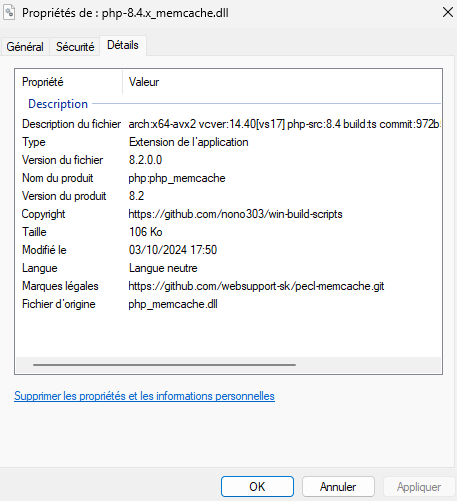 Propriétés de : php-8.4.x_memcache.dll
Général Sécurité Détails
Propriété Valeur
Description
Description du fichier arch:x64-avx2 vcver:14.40[vs17] php-src:8.4 build:ts commit:972b
Type Extension de l'application
Version du fichier 8.2.0.0
Nom du produit php:php_memcache
Version du produit 8.2
Copyright https://github.com/nono303/win-build-scripts
Taille 106 Ko
Modifié le 03/10/2024 17:50
Langue Langue neutre
Marques légales https://github.com/websupport-sk/pecl-memcache.git
Fichier d'origine php_memcache.dll
Supprimer les propriétés et les informations personnelles
OK Annuler Appliquer